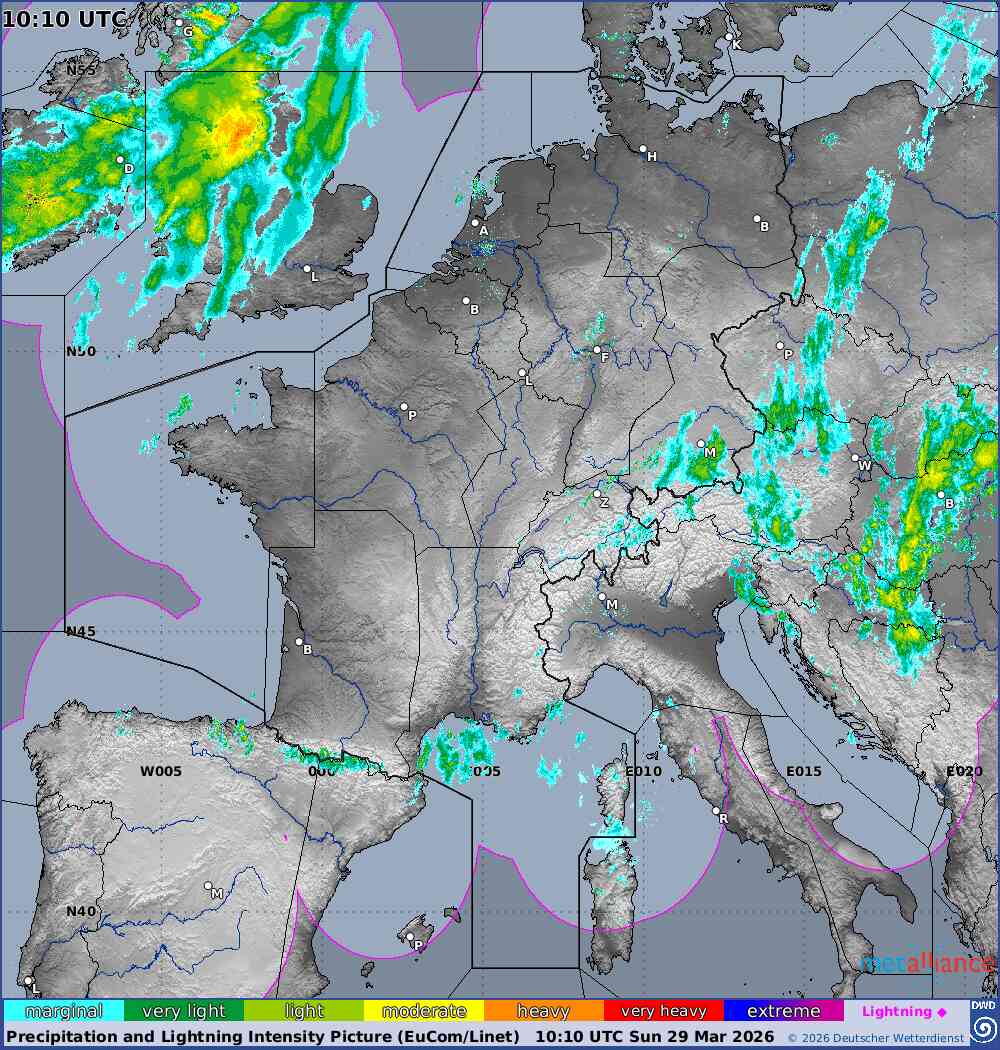 10:10 UTC
G
K
N55
D
H
A
B
L
B
N50
P
F
L
P
M
W
Z
B
M
N45
B
W005
000
005
E010
E015
E020
R
M
N40
P
L
metalliance
marginal very light light moderate heavy very heavy extreme Lightning ◆
DWD
Precipitation and Lightning Intensity Picture (EuCom/Linet) 10:10 UTC Sun 29 Mar 2026 © 2026 Deutscher Wetterdienst